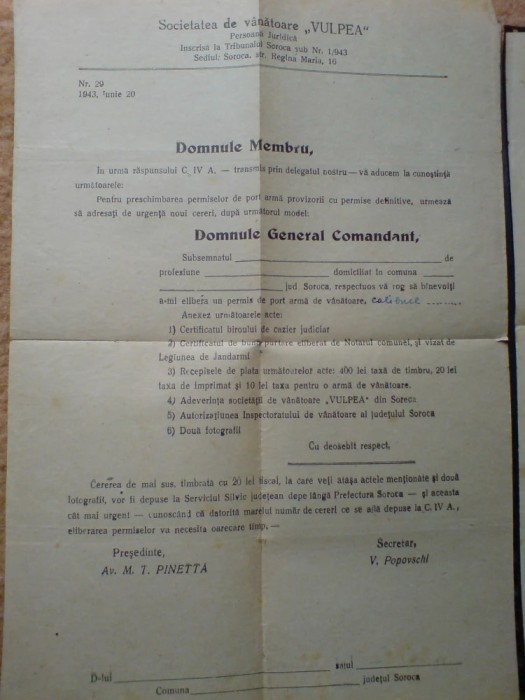 Societatea de vânătoare „VULPEA"
Persoană Juridică
Inscrisă la Tribunalul Soroca sub Nr. 1/943
Sediul: Soroca, str. Regina Maria, 16
Nr. 29
1943, Iunie 20
Domnule Membru,
In urma răspunsului C. IV A. — transmis prin delegatul nostru — vă aducem la cunoștință
următoarele:
Pentru preschimbarea permiselor de port armă provizorii cu permise definitive, urmează
să adresați de urgență noui cereri, după următorul model:
Domnule General Comandant,
Subsemnatul ____ de
profesiune ____ domiciliat în comuna ____
____ jud Soroca, respectuos vă rog să binevoiți
a-mi elibera un permis de port armă de vânătoare,
Anexez următoarele acte:
1) Certificatul biroului de cazier judiciar
2) Certificatul de bună purtare eliberat de Notarul comunei, și vizat de
Legiunea de Jandarmi
3) Recepisele de plata următoarelor acte: 400 lei taxă de timbru, 20 lei
taxa de imprimat și 10 lei taxa pentru o armă de vânătoare.
4) Adeverința societății de vânătoare „VULPEA" din Soroca
5) Autorizațiunea Inspectoratului de vânătoare al județului Soroca
6) Două fotografii
Cu deosebit respect,
Cererea de mai sus, timbrată cu 20 lei fiscal, la care veți atașa actele menționate și două
fotografii, vor fi depuse la Serviciul Silvic județean depe lângă Prefectura Soroca — și aceasta
cât mai urgent — cunoscând că datorită marelui număr de cereri ce se află depuse la C. IV A.,
eliberarea permiselor va necesita oarecare timp. —
Președinte,
Av. M. I. PINETTA
Secretar,
V. Popovschi
D-lui ____ satul ____
Comuna ____ județul Soroca